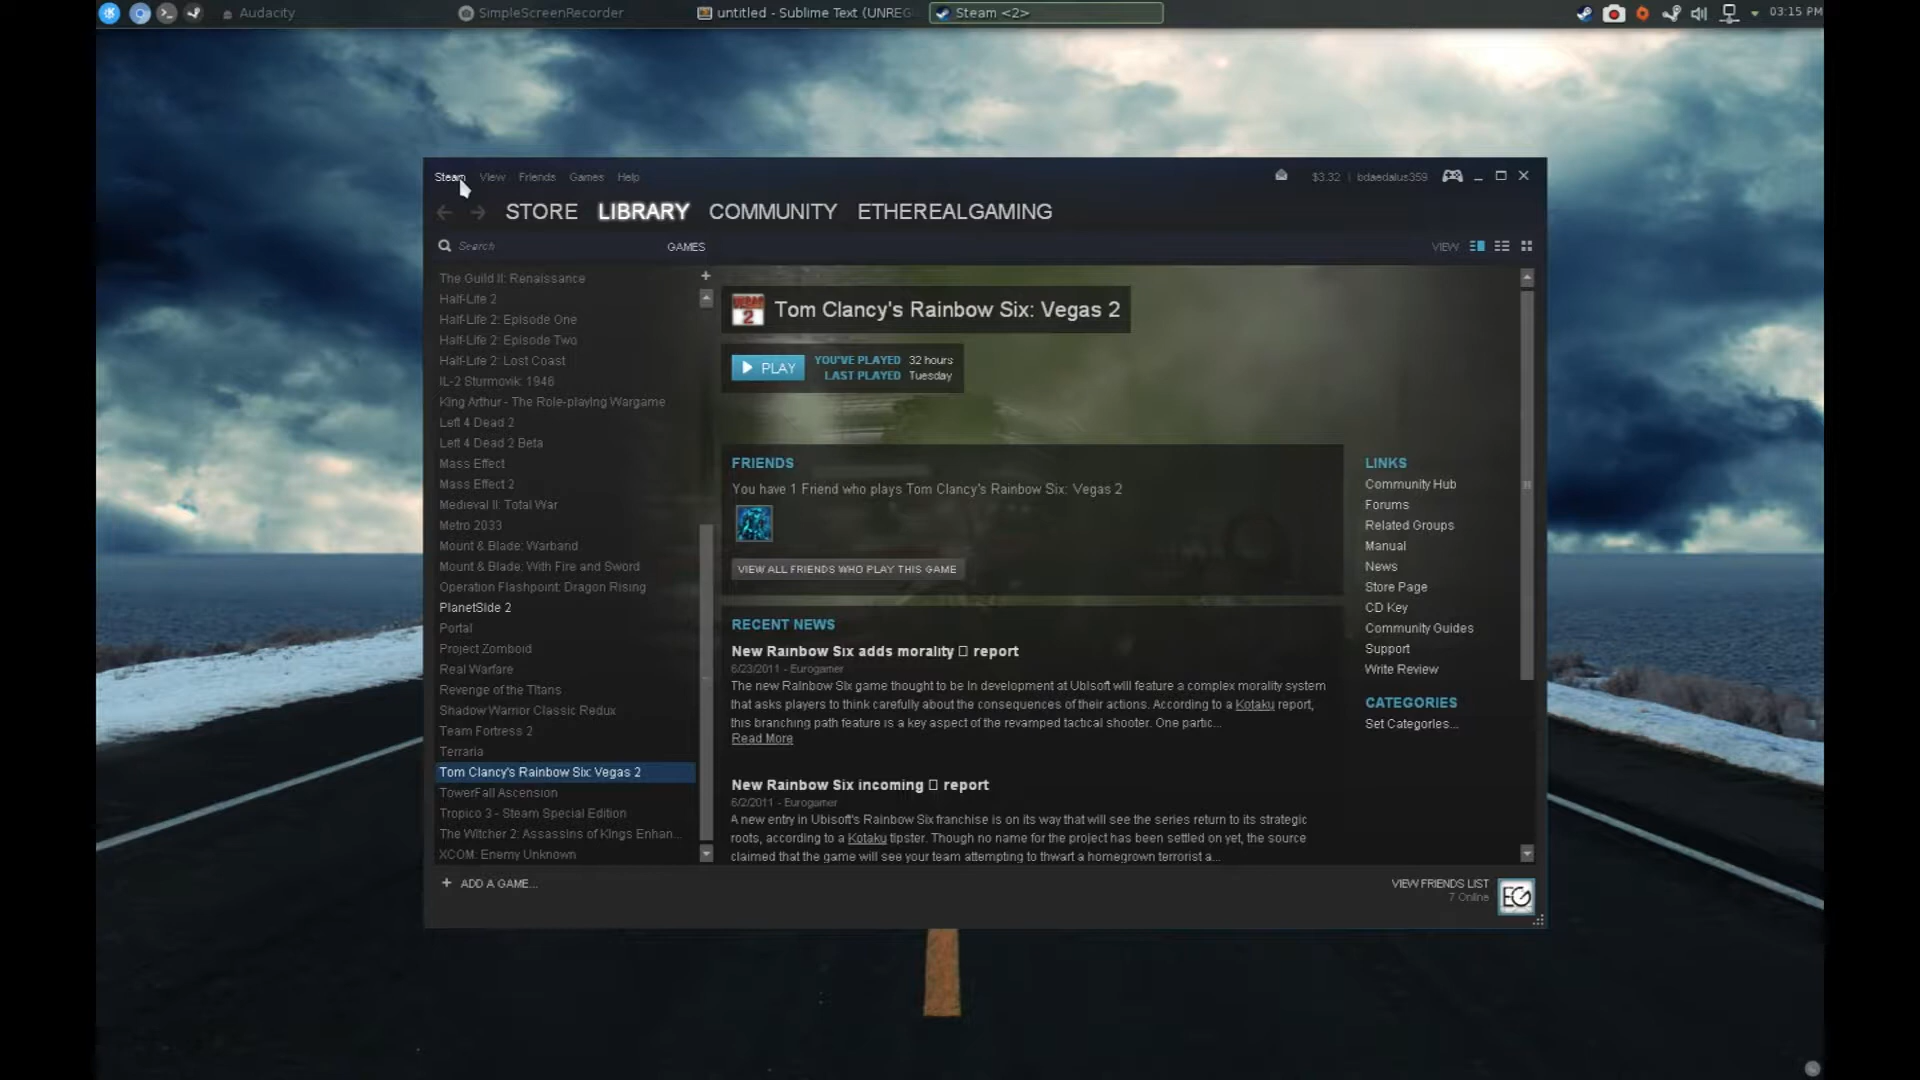 Audacity
SimpleScreenRecorder
untitled - Sublime Text (UNREG
Steam <2>
03:15 PM
Steam View Friends Games Help
$3.32 | bdaedalus359
STORE LIBRARY COMMUNITY ETHEREALGAMING
Search
GAMES
VIEW
The Guild II: Renaissance
Half-Life 2
Half-Life 2: Episode One
Half-Life 2: Episode Two
Half-Life 2: Lost Coast
IL-2 Sturmovik: 1946
King Arthur - The Role-playing Wargame
Left 4 Dead 2
Left 4 Dead 2 Beta
Mass Effect
Mass Effect 2
Medieval II: Total War
Metro 2033
Mount & Blade: Warband
Mount & Blade: With Fire and Sword
Operation Flashpoint: Dragon Rising
PlanetSide 2
Portal
Project Zomboid
Real Warfare
Revenge of the Titans
Shadow Warrior Classic Redux
Team Fortress 2
Terraria
Tom Clancy's Rainbow Six: Vegas 2
TowerFall Ascension
Tropico 3 - Steam Special Edition
The Witcher 2: Assassins of Kings Enhan...
XCOM: Enemy Unknown
+ ADD A GAME...
VEGAS 2
Tom Clancy's Rainbow Six: Vegas 2
PLAY
YOU'VE PLAYED 32 hours
LAST PLAYED Tuesday
FRIENDS
You have 1 Friend who plays Tom Clancy's Rainbow Six: Vegas 2
VIEW ALL FRIENDS WHO PLAY THIS GAME
RECENT NEWS
New Rainbow Six adds morality □ report
6/23/2011 - Eurogamer
The new Rainbow Six game thought to be in development at Ubisoft will feature a complex morality system
that asks players to think carefully about the consequences of their actions. According to a Kotaku report,
this branching path feature is a key aspect of the revamped tactical shooter. One partic...
Read More
New Rainbow Six incoming □ report
6/2/2011 - Eurogamer
A new entry in Ubisoft's Rainbow Six franchise is on its way that will see the series return to its strategic
roots, according to a Kotaku tipster. Though no name for the project has been settled on yet, the source
claimed that the game will see your team attempting to thwart a homegrown terrorist a...
LINKS
Community Hub
Forums
Related Groups
Manual
News
Store Page
CD Key
Community Guides
Support
Write Review
CATEGORIES
Set Categories...
VIEW FRIENDS LIST
7 Online
EG